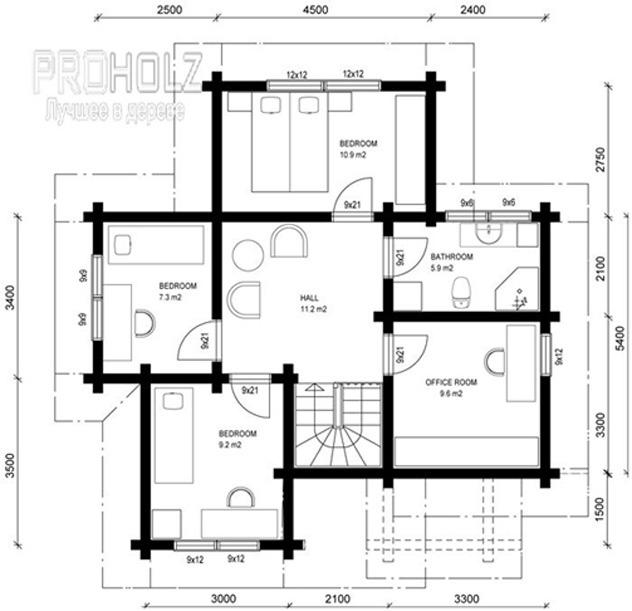 2500 4500 2400
PROHOLZ
Лучшее в дереве
12x12 12x12
BEDROOM
10.9 m2
2750
9x21
9x6 9x6
BATHROOM
5.9 m2
9x21
2100
3400
9x9
9x9
BEDROOM
7.3 m2
9x21
HALL
11.2 m2
5400
9x21
OFFICE ROOM
9.6 m2
9x12
3300
9x21
BEDROOM
9.2 m2
3500
1500
9x12 9x12
3000 2100 3300